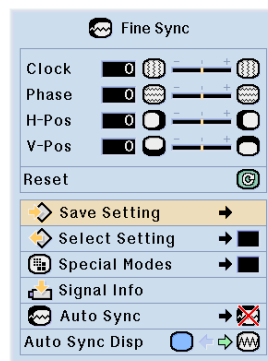 Fine Sync
Clock 0
Phase 0
H-Pos 0
V-Pos 0
Reset
Save Setting
Select Setting
Special Modes
Signal Info
Auto Sync
Auto Sync Disp